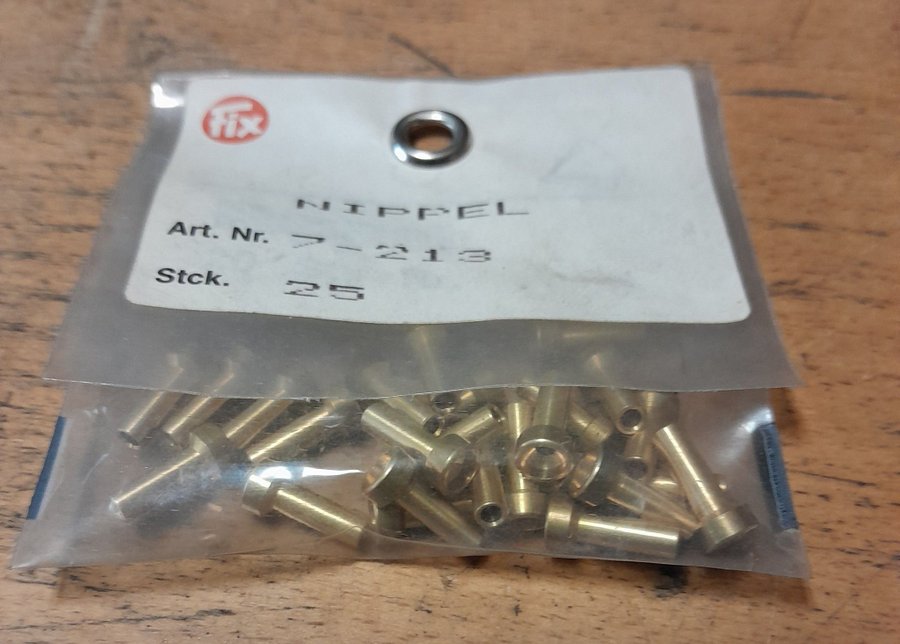 fix
NIPPEL
Art. Nr. 7-213
Stck. 25